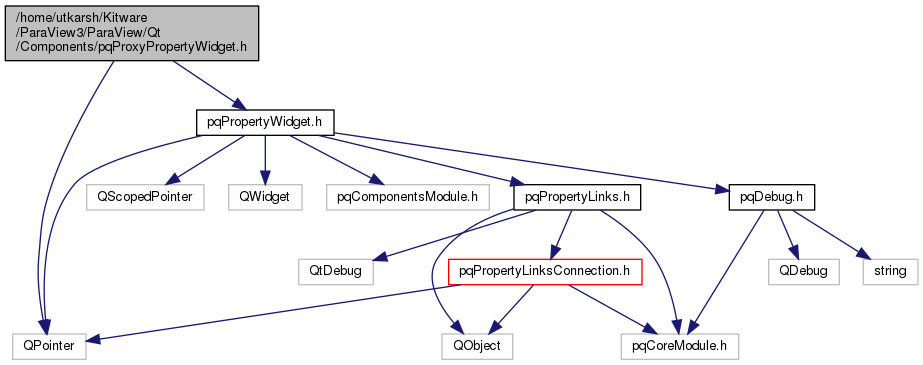 /home/utkarsh/Kitware
/ParaView3/ParaView/Qt
/Components/pqProxyPropertyWidget.h
pqPropertyWidget.h
QScopedPointer
QWidget
pqComponentsModule.h
pqPropertyLinks.h
pqDebug.h
QtDebug
pqPropertyLinksConnection.h
QDebug
string
QPointer
QObject
pqCoreModule.h